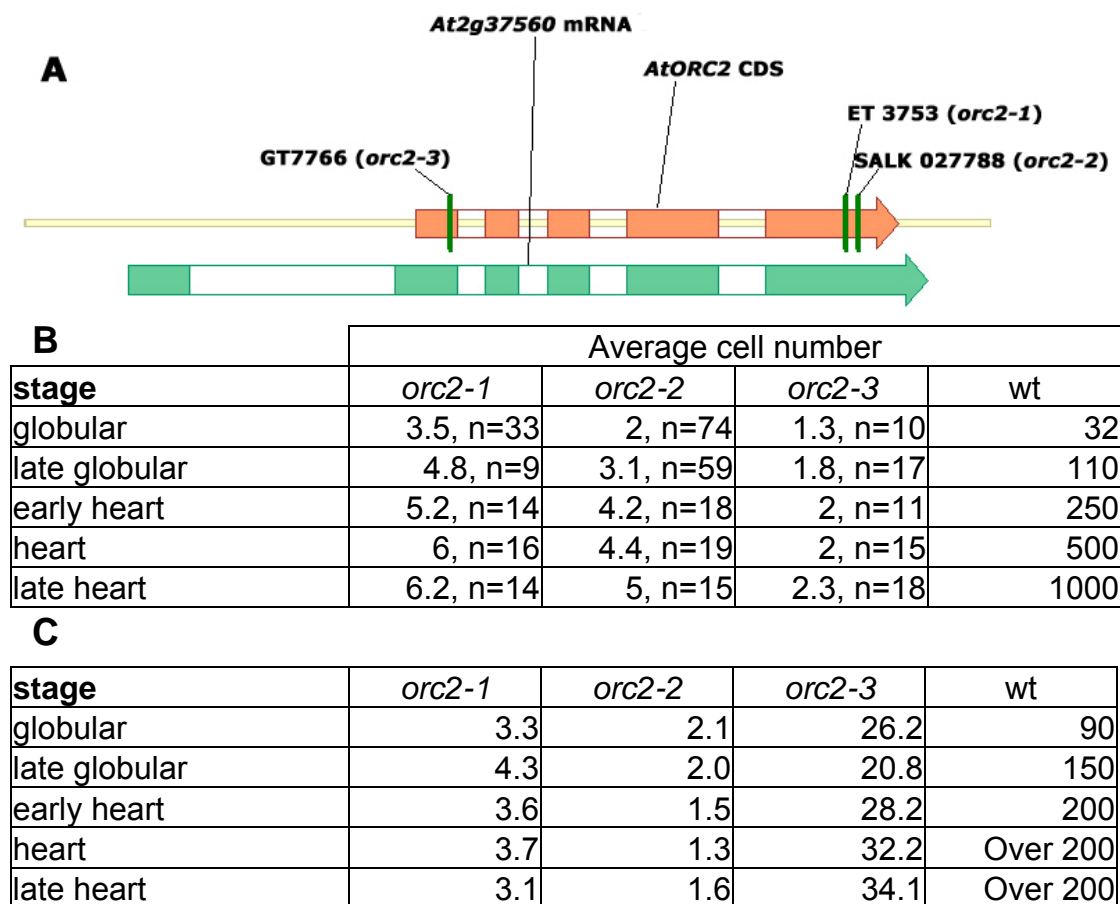 At2g37560 mRNA
A
AtORC2 CDS
ET 3753 (orc2-1)
GT7766 (orc2-3)
SALK 027788 (orc2-2)
B
Average cell number
stage orc2-1 orc2-2 orc2-3 wt
globular 3.5, n=33 2, n=74 1.3, n=10 32
late globular 4.8, n=9 3.1, n=59 1.8, n=17 110
early heart 5.2, n=14 4.2, n=18 2, n=11 250
heart 6, n=16 4.4, n=19 2, n=15 500
late heart 6.2, n=14 5, n=15 2.3, n=18 1000
C
stage orc2-1 orc2-2 orc2-3 wt
globular 3.3 2.1 26.2 90
late globular 4.3 2.0 20.8 150
early heart 3.6 1.5 28.2 200
heart 3.7 1.3 32.2 Over 200
late heart 3.1 1.6 34.1 Over 200